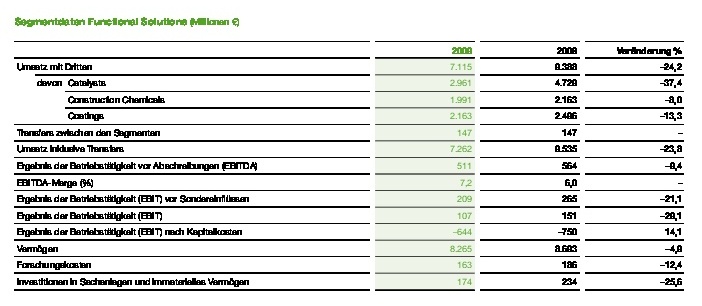 Segmentdaten Functional Solutions (Millionen €)
2009 2008 Veränderung %
Umsatz mit Dritten 7.115 9.388 –24,2
davon Catalysts 2.961 4.729 –37,4
Construction Chemicals 1.991 2.163 –8,0
Coatings 2.163 2.496 –13,3
Transfers zwischen den Segmenten 147 147 –
Umsatz inklusive Transfers 7.262 9.535 –23,8
Ergebnis der Betriebstätigkeit vor Abschreibungen (EBITDA) 511 564 –9,4
EBITDA-Marge (%) 7,2 6,0 –
Ergebnis der Betriebstätigkeit (EBIT) vor Sondereinflüssen 209 265 –21,1
Ergebnis der Betriebstätigkeit (EBIT) 107 151 –29,1
Ergebnis der Betriebstätigkeit (EBIT) nach Kapitalkosten –644 –750 14,1
Vermögen 8.265 8.693 –4,9
Forschungskosten 163 186 –12,4
Investitionen in Sachanlagen und immaterielles Vermögen 174 234 –25,6